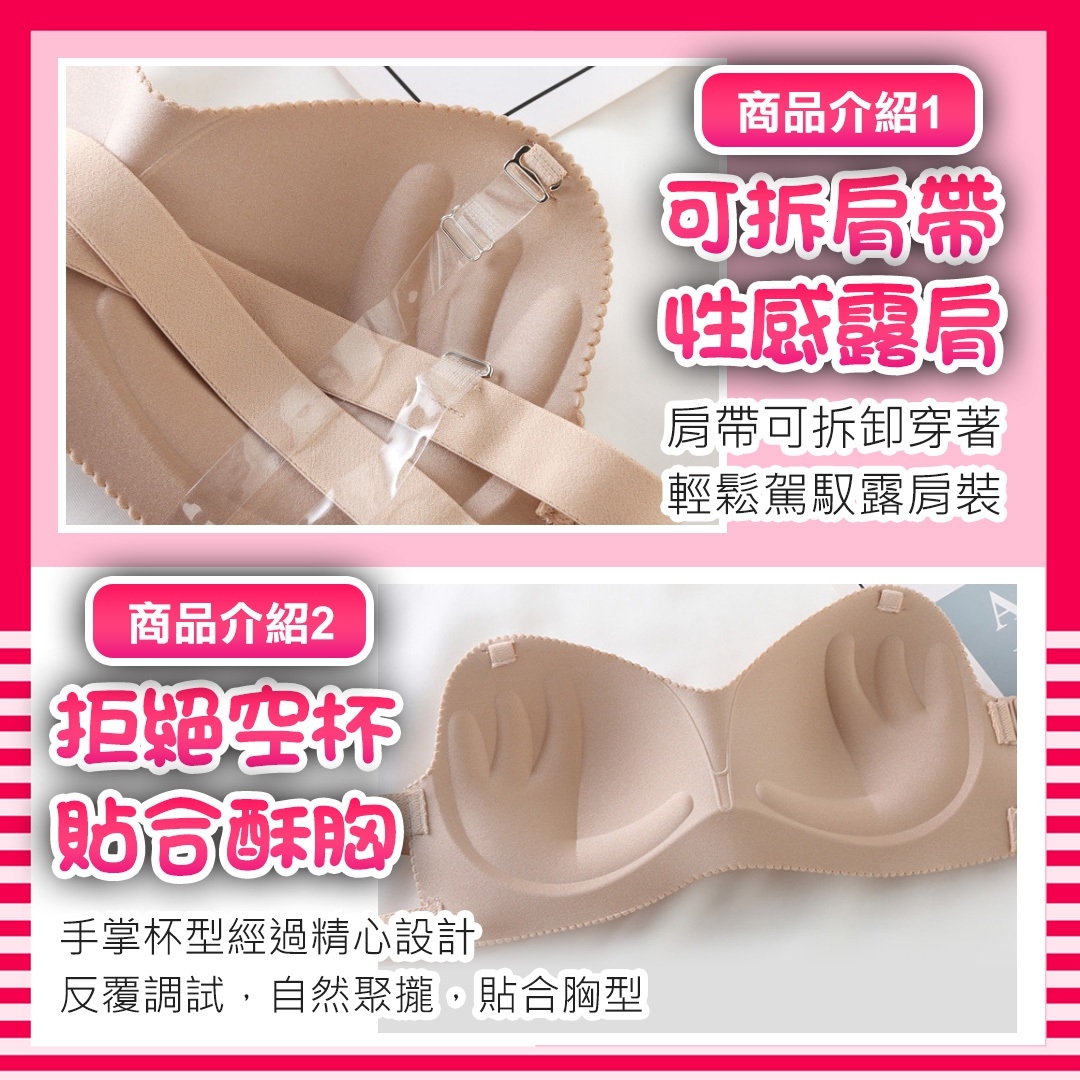 商品介紹1
可拆肩帶
性感露肩
肩帶可拆卸穿著
輕鬆駕馭露肩裝
商品介紹2
拒絕空杯
貼合酥胸
手掌杯型經過精心設計
反覆調試，自然聚攏，貼合胸型
A